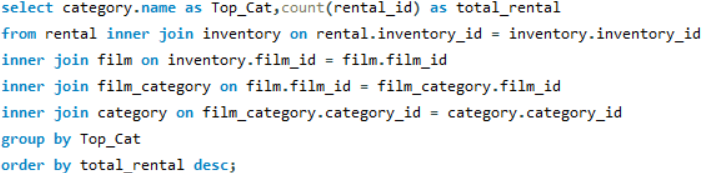 select category.name as Top_Cat,count(rental_id) as total_rental
from rental inner join inventory on rental.inventory_id = inventory.inventory_id
inner join film on inventory.film_id = film.film_id
inner join film_category on film.film_id = film_category.film_id
inner join category on film_category.category_id = category.category_id
group by Top_Cat
order by total_rental desc;